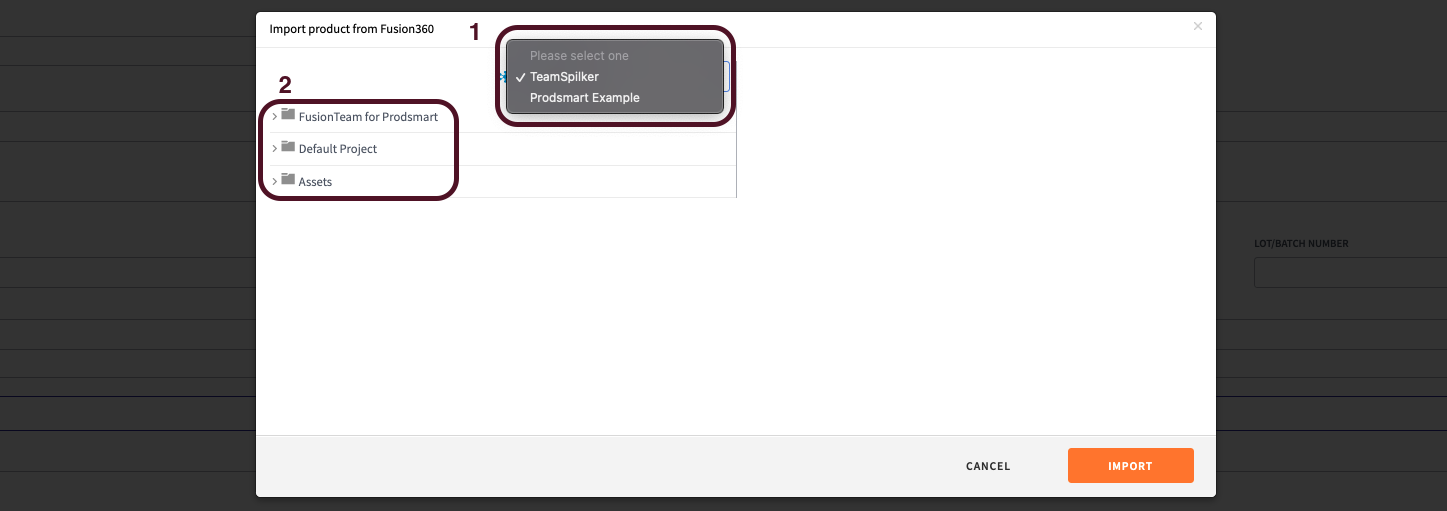 Import product from Fusion360
1
Please select one
TeamSpilker
Prodsmart Example
2
FusionTeam for Prodsmart
Default Project
Assets
LOT/BATCH NUMBER
CANCEL
IMPORT